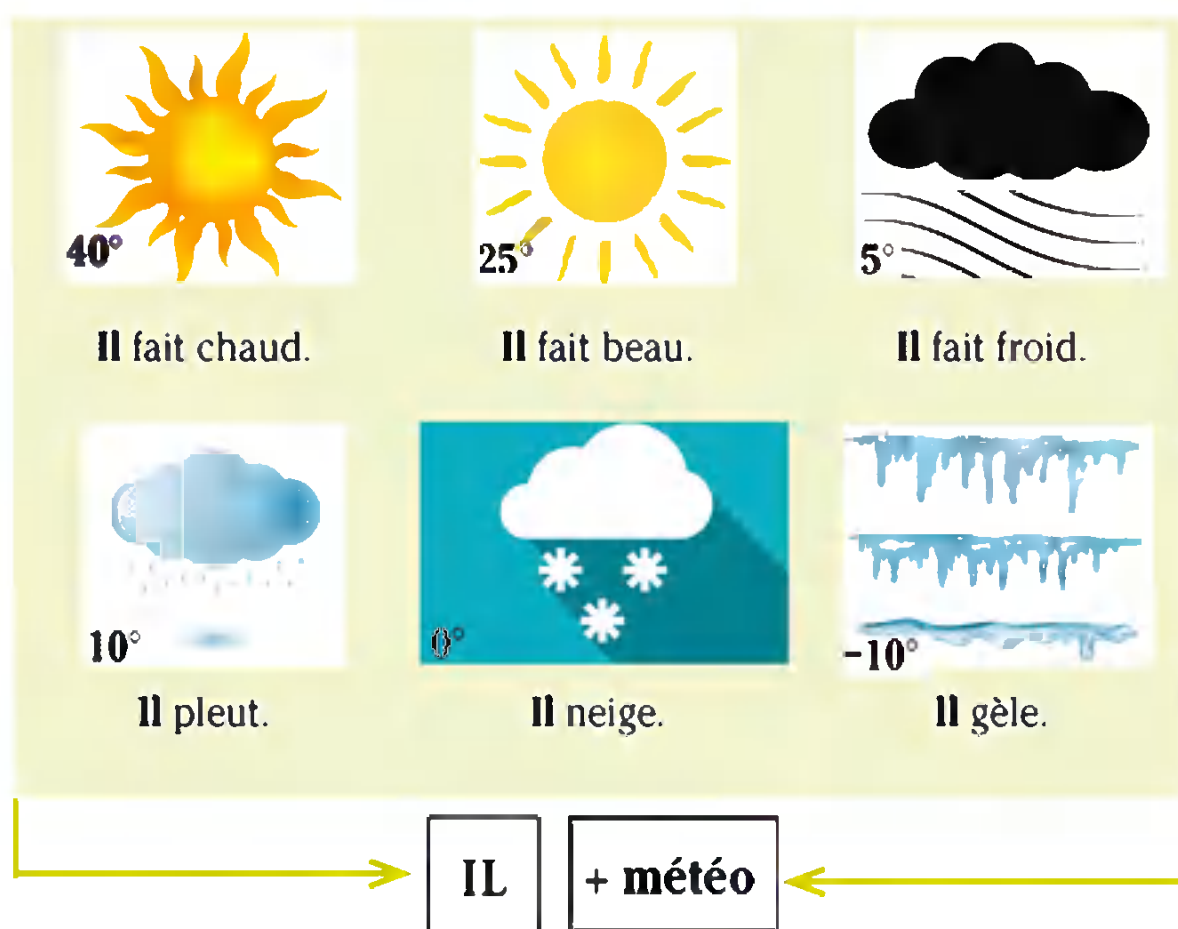 40° 25° 5°
Il fait chaud. Il fait beau. Il fait froid.
10° 0° -10°
Il pleut. Il neige. Il gèle.
IL + météo